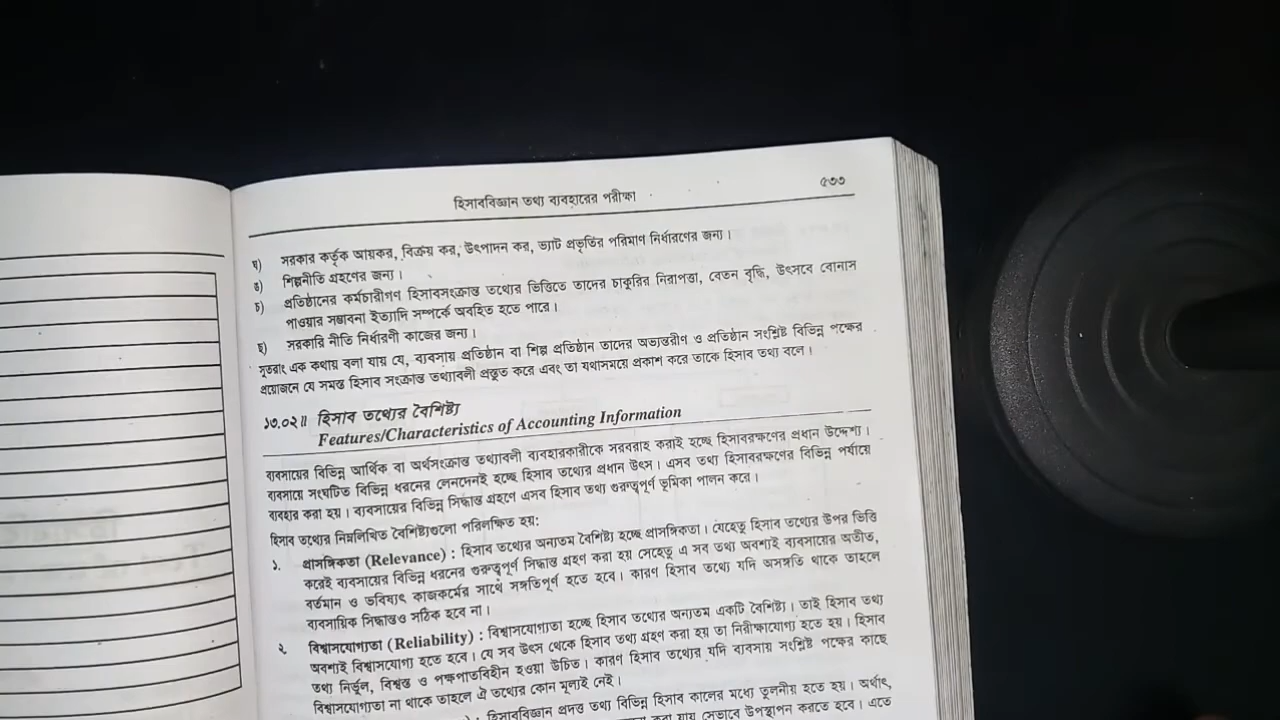 হিসাববিজ্ঞান তথ্য ব্যবহারের পরীক্ষা ৫৩৩
ঘ) সরকার কর্তৃক আয়কর, বিক্রয় কর, উৎপাদন কর, ভ্যাট প্রভৃতির পরিমাণ নির্ধারণের জন্য।
ঙ) শিল্পনীতি গ্রহণের জন্য।
চ) প্রতিষ্ঠানের কর্মচারীগণ হিসাবসংক্রান্ত তথ্যের ভিত্তিতে তাদের চাকুরির নিরাপত্তা, বেতন বৃদ্ধি, উৎসবে বোনাস
পাওয়ার সম্ভাবনা ইত্যাদি সম্পর্কে অবহিত হতে পারে।
ছ) সরকারি নীতি নির্ধারণী কাজের জন্য।
সুতরাং এক কথায় বলা যায় যে, ব্যবসায় প্রতিষ্ঠান বা শিল্প প্রতিষ্ঠান তাদের অভ্যন্তরীণ ও প্রতিষ্ঠান সংশ্লিষ্ট বিভিন্ন পক্ষের
প্রয়োজনে যে সমস্ত হিসাব সংক্রান্ত তথ্যাবলী প্রস্তুত করে এবং তা যথাসময়ে প্রকাশ করে তাকে হিসাব তথ্য বলে।
১৩.০২॥ হিসাব তথ্যের বৈশিষ্ট্য
Features/Characteristics of Accounting Information
ব্যবসায়ের বিভিন্ন আর্থিক বা অর্থসংক্রান্ত তথ্যাবলী ব্যবহারকারীকে সরবরাহ করাই হচ্ছে হিসাবরক্ষণের প্রধান উদ্দেশ্য।
ব্যবসায়ে সংঘটিত বিভিন্ন ধরনের লেনদেনই হচ্ছে হিসাব তথ্যের প্রধান উৎস। এসব তথ্য হিসাবরক্ষণের বিভিন্ন পর্যায়ে
ব্যবহার করা হয়। ব্যবসায়ের বিভিন্ন সিদ্ধান্ত গ্রহণে এসব হিসাব তথ্য গুরুত্বপূর্ণ ভূমিকা পালন করে।
হিসাব তথ্যের নিম্নলিখিত বৈশিষ্ট্যগুলো পরিলক্ষিত হয়:
১. প্রাসঙ্গিকতা (Relevance) : হিসাব তথ্যের অন্যতম বৈশিষ্ট্য হচ্ছে প্রাসঙ্গিকতা। যেহেতু হিসাব তথ্যের উপর ভিত্তি
করেই ব্যবসায়ের বিভিন্ন ধরনের গুরুত্বপূর্ণ সিদ্ধান্ত গ্রহণ করা হয় সেহেতু এ সব তথ্য অবশ্যই ব্যবসায়ের অতীত,
বর্তমান ও ভবিষ্যৎ কাজকর্মের সাথে সঙ্গতিপূর্ণ হতে হবে। কারণ হিসাব তথ্যে যদি অসঙ্গতি থাকে তাহলে
ব্যবসায়িক সিদ্ধান্তও সঠিক হবে না।
২. বিশ্বাসযোগ্যতা (Reliability) : বিশ্বাসযোগ্যতা হচ্ছে হিসাব তথ্যের অন্যতম একটি বৈশিষ্ট্য। তাই হিসাব তথ্য
অবশ্যই বিশ্বাসযোগ্য হতে হবে। যে সব উৎস থেকে হিসাব তথ্য গ্রহণ করা হয় তা নিরীক্ষাযোগ্য হতে হয়। হিসাব
তথ্য নির্ভুল, বিশ্বস্ত ও পক্ষপাতবিহীন হওয়া উচিত। কারণ হিসাব তথ্যের যদি ব্যবসায় সংশ্লিষ্ট পক্ষের কাছে
বিশ্বাসযোগ্যতা না থাকে তাহলে ঐ তথ্যের কোন মূল্যই নেই।
হিসাববিজ্ঞান প্রদত্ত তথ্য বিভিন্ন হিসাব কালের মধ্যে তুলনীয় হতে হয়। অর্থাৎ,
করা যায় সেভাবে উপস্থাপন করতে হবে। এতে